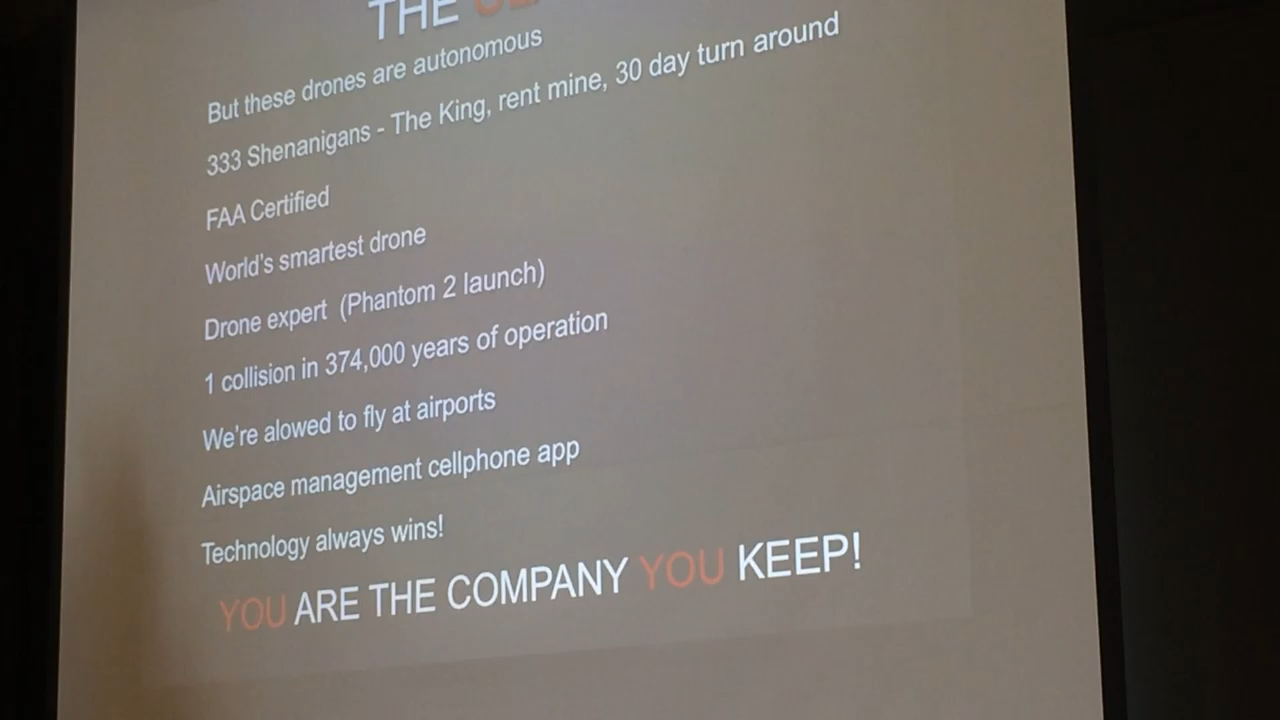 THE
But these drones are autonomous
333 Shenanigans - The King, rent mine, 30 day turn around
FAA Certified
World's smartest drone
Drone expert (Phantom 2 launch)
1 collision in 374,000 years of operation
We're alowed to fly at airports
Airspace management cellphone app
Technology always wins!
YOU ARE THE COMPANY YOU KEEP!